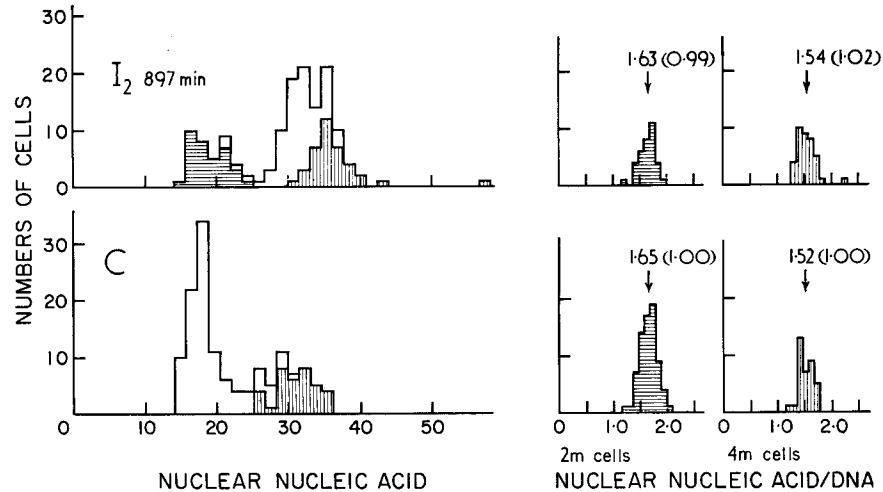 NUMBERS OF CELLS
30
20
10
0
I₂ 897 min
1·63 (0·99)
1·54 (1·02)
30
20
10
0
C
1·65 (1·00)
1·52 (1·00)
0 10 20 30 40 50
0 1·0 2·0
0 1·0 2·0
2m cells
4m cells
NUCLEAR NUCLEIC ACID
NUCLEAR NUCLEIC ACID/DNA